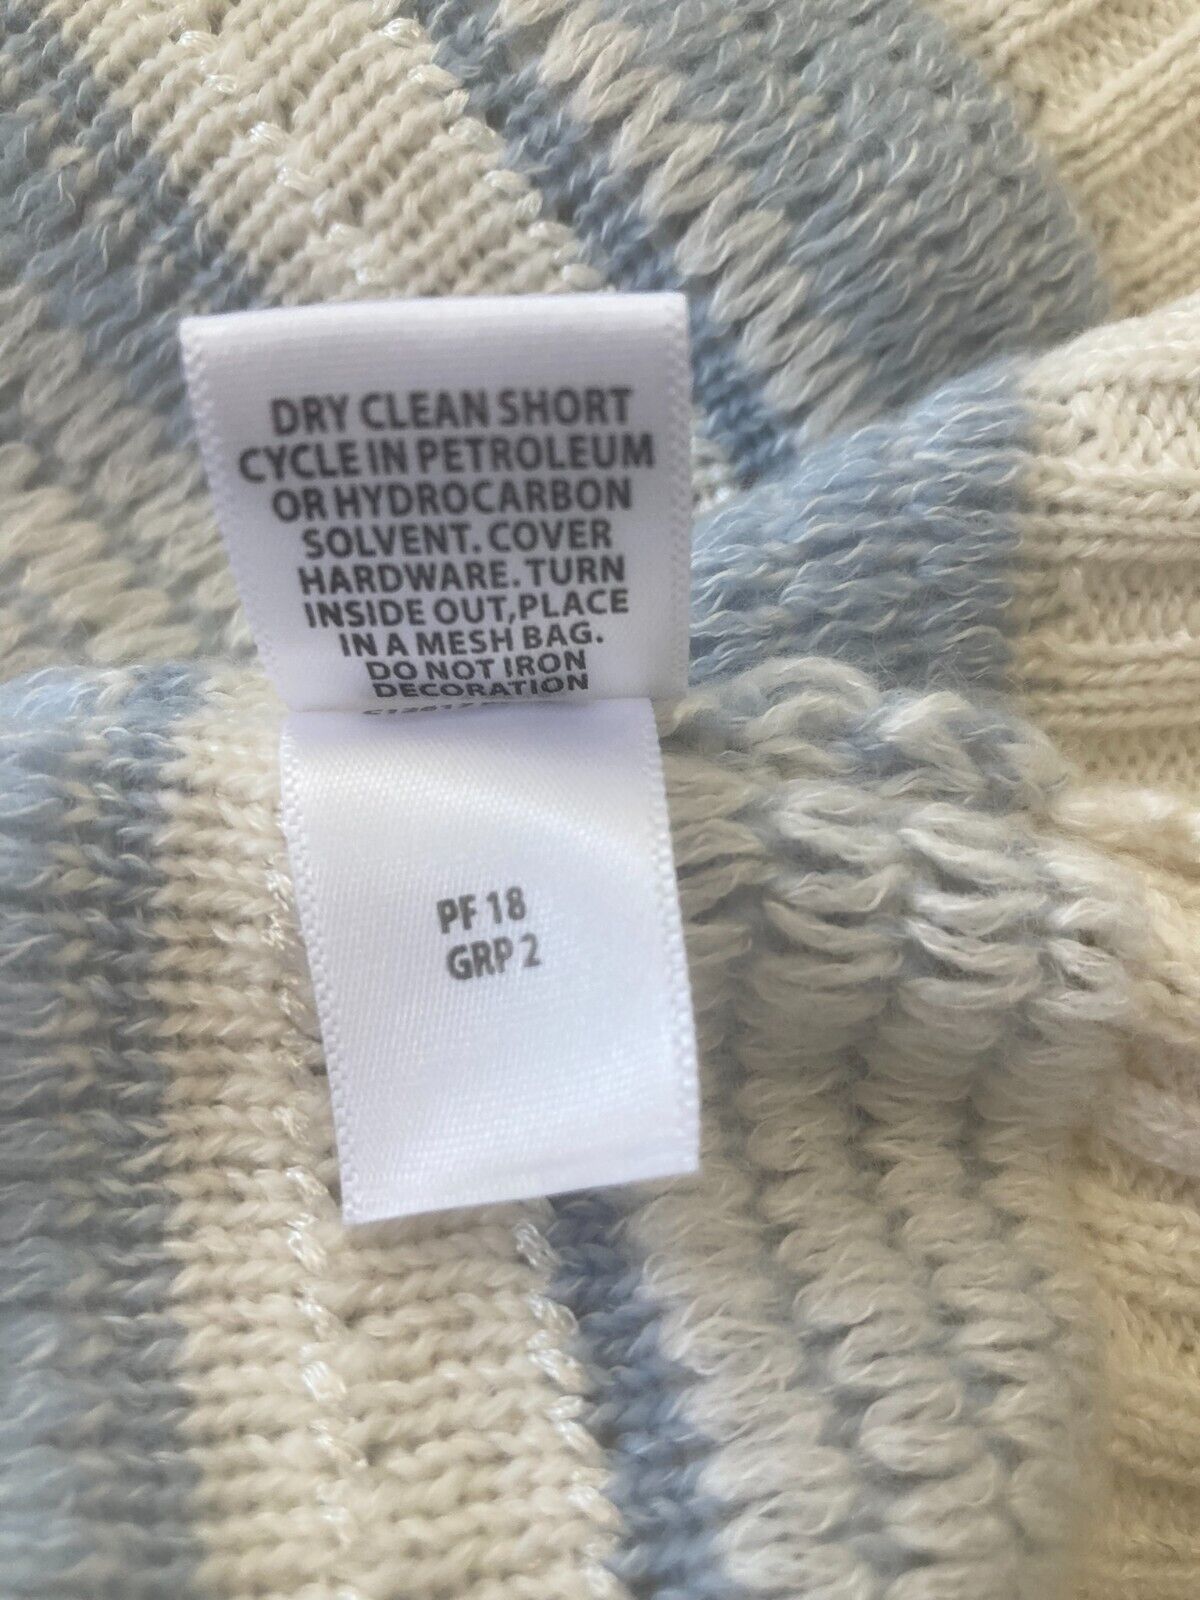 DRY CLEAN SHORT
CYCLE IN PETROLEUM
OR HYDROCARBON
SOLVENT. COVER
HARDWARE. TURN
INSIDE OUT,PLACE
IN A MESH BAG.
DO NOT IRON
DECORATION
PF 18
GRP 2